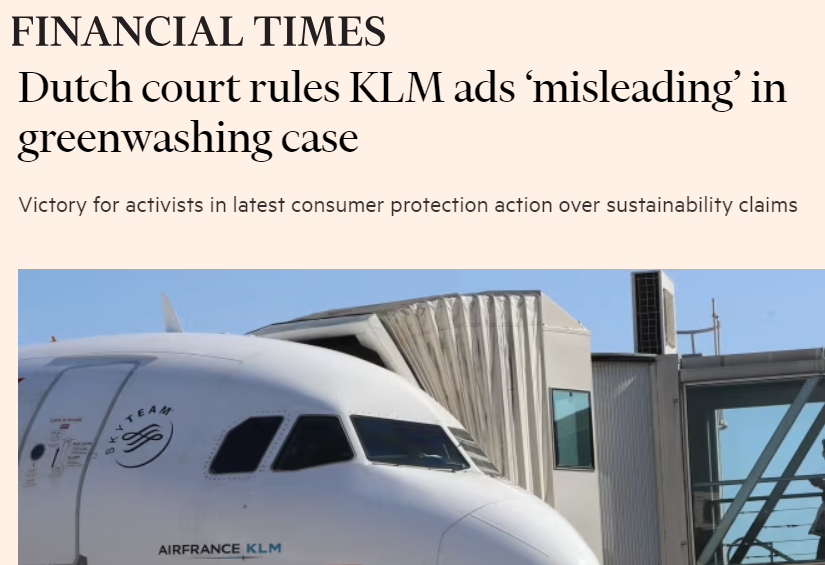 FINANCIAL TIMES
Dutch court rules KLM ads ‘misleading’ in
greenwashing case
Victory for activists in latest consumer protection action over sustainability claims
SKYTEAM
AIRFRANCE KLM